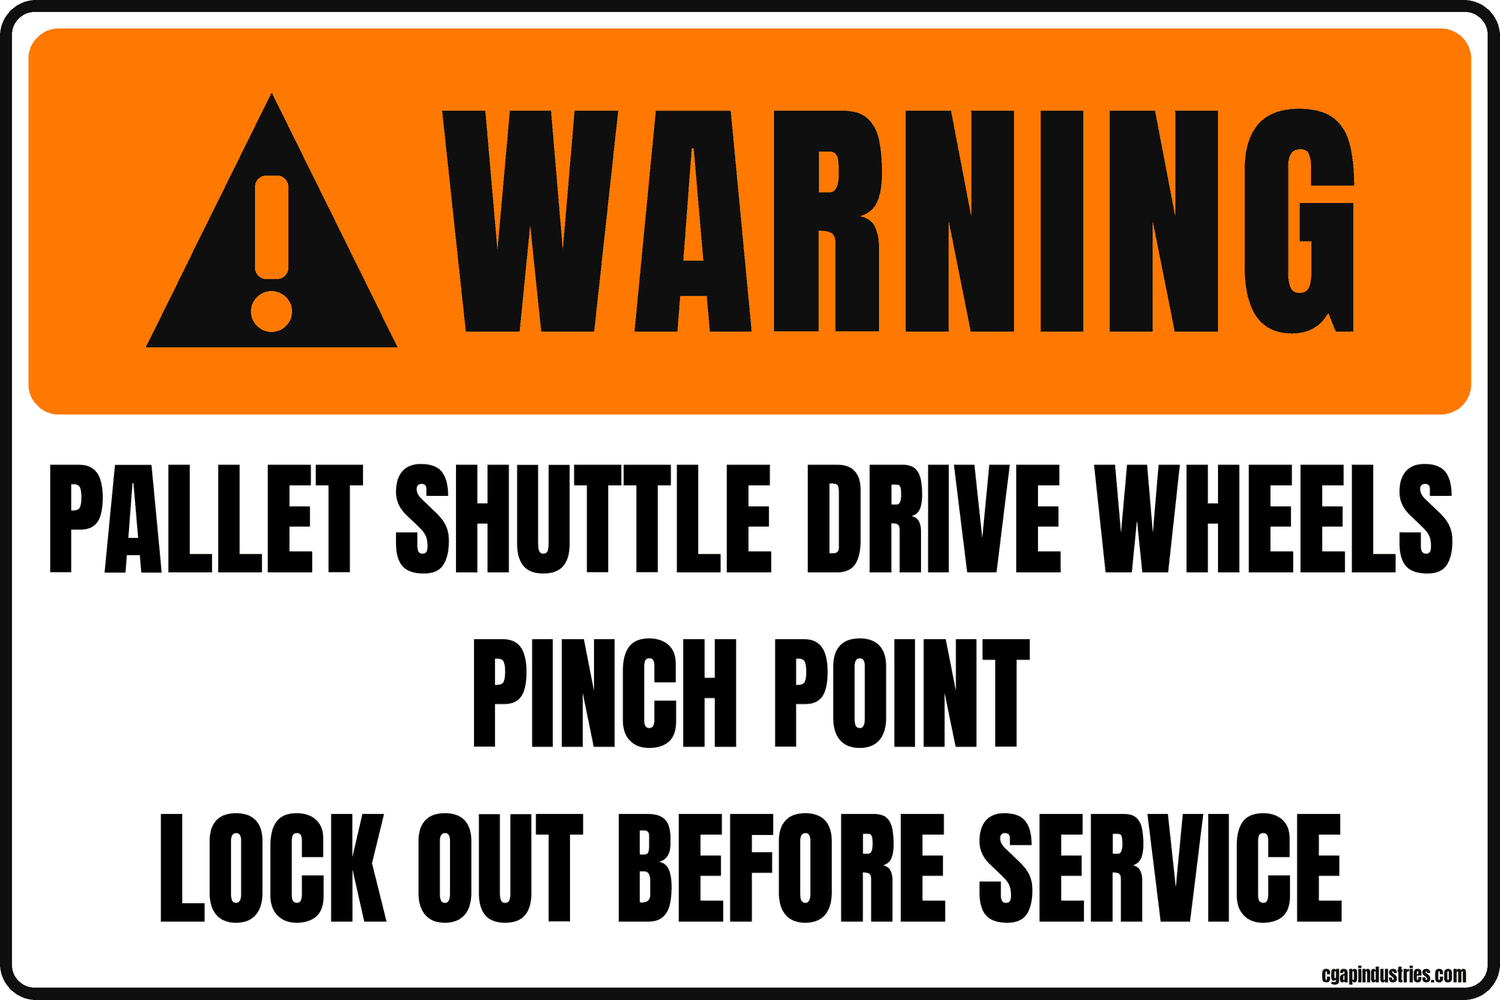 WARNING
PALLET SHUTTLE DRIVE WHEELS
PINCH POINT
LOCK OUT BEFORE SERVICE
cgapindustries.com